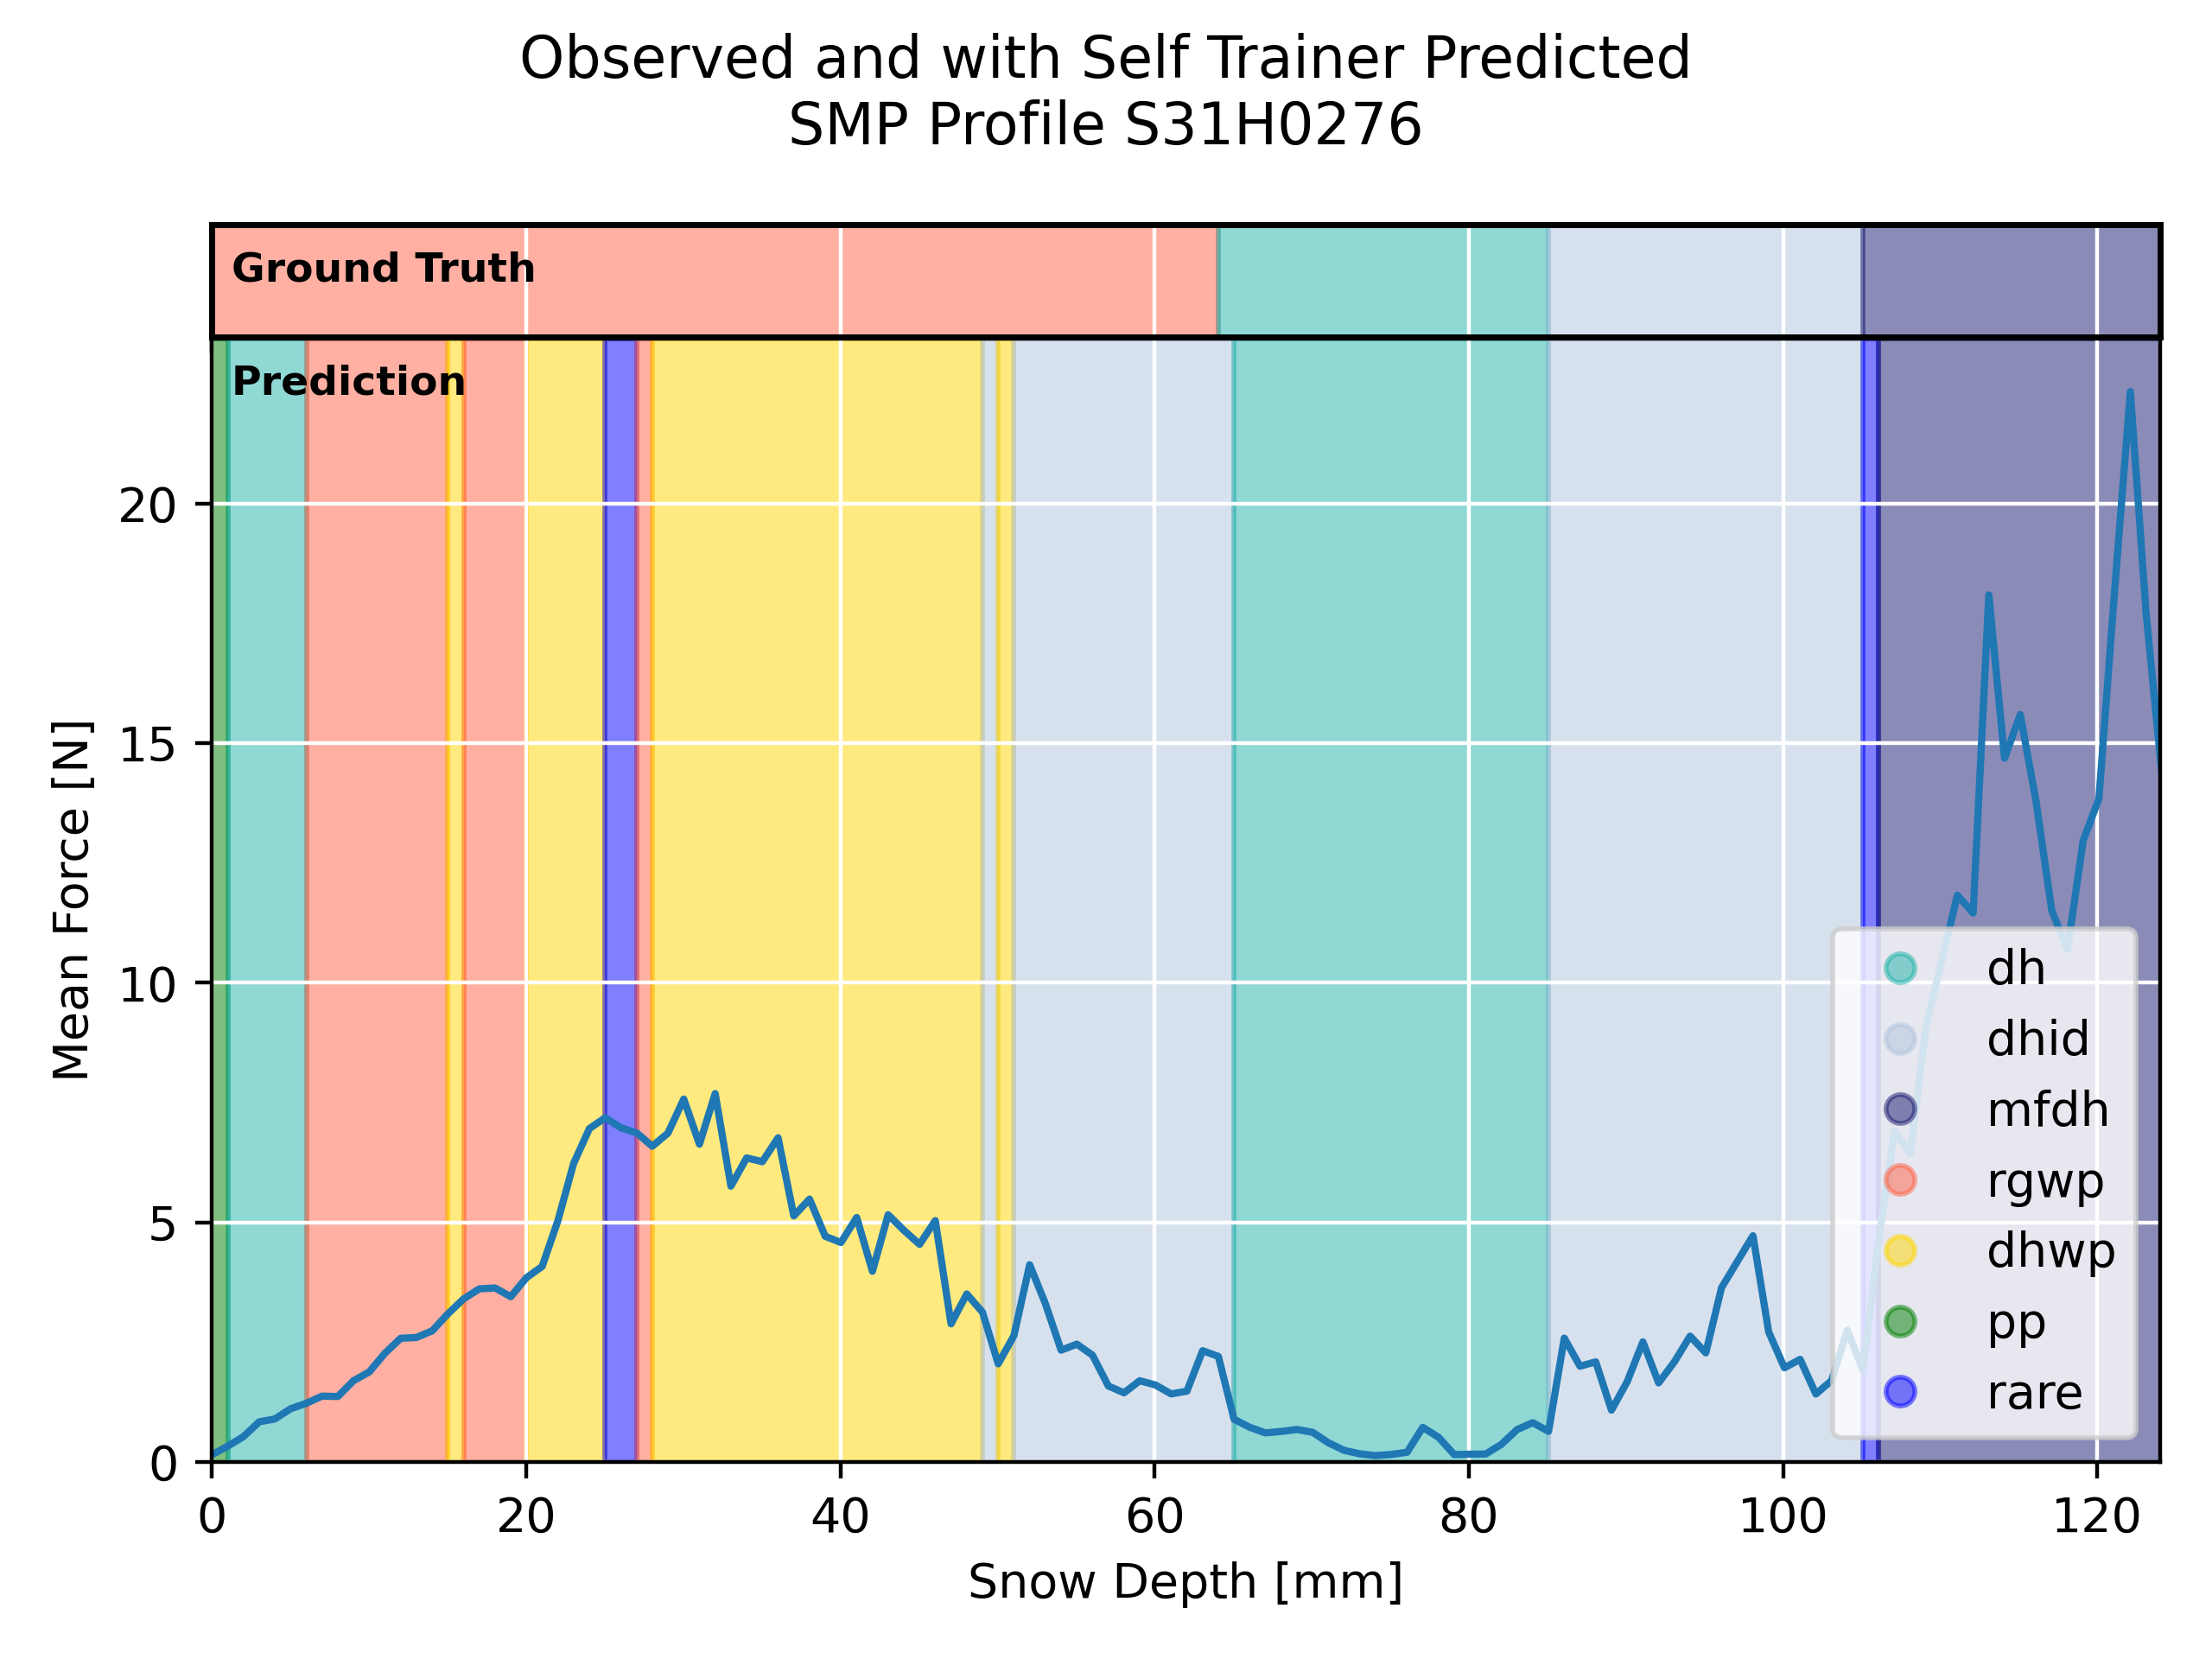 Observed and with Self Trainer Predicted
SMP Profile S31H0276
Ground Truth
Prediction
20
15
10
5
0
Mean Force [N]
dh
dhid
mfdh
rgwp
dhwp
pp
rare
0 20 40 60 80 100 120
Snow Depth [mm]